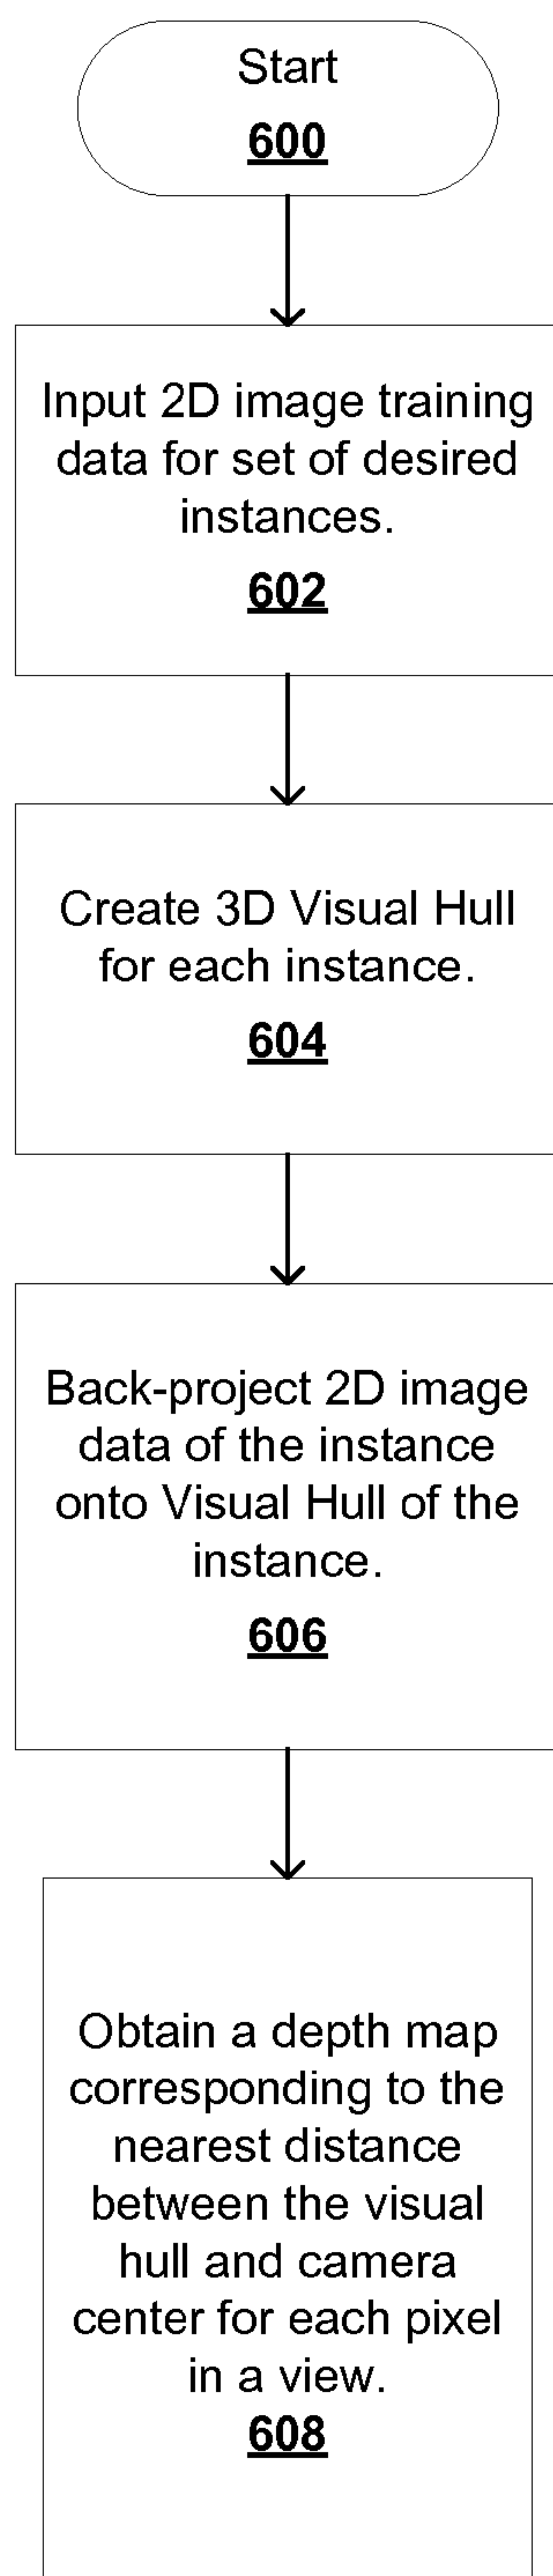 Start
600
Input 2D image training
data for set of desired
instances.
602
Create 3D Visual Hull
for each instance.
604
Back-project 2D image
data of the instance
onto Visual Hull of the
instance.
606
Obtain a depth map
corresponding to the
nearest distance
between the visual
hull and camera
center for each pixel
in a view.
608